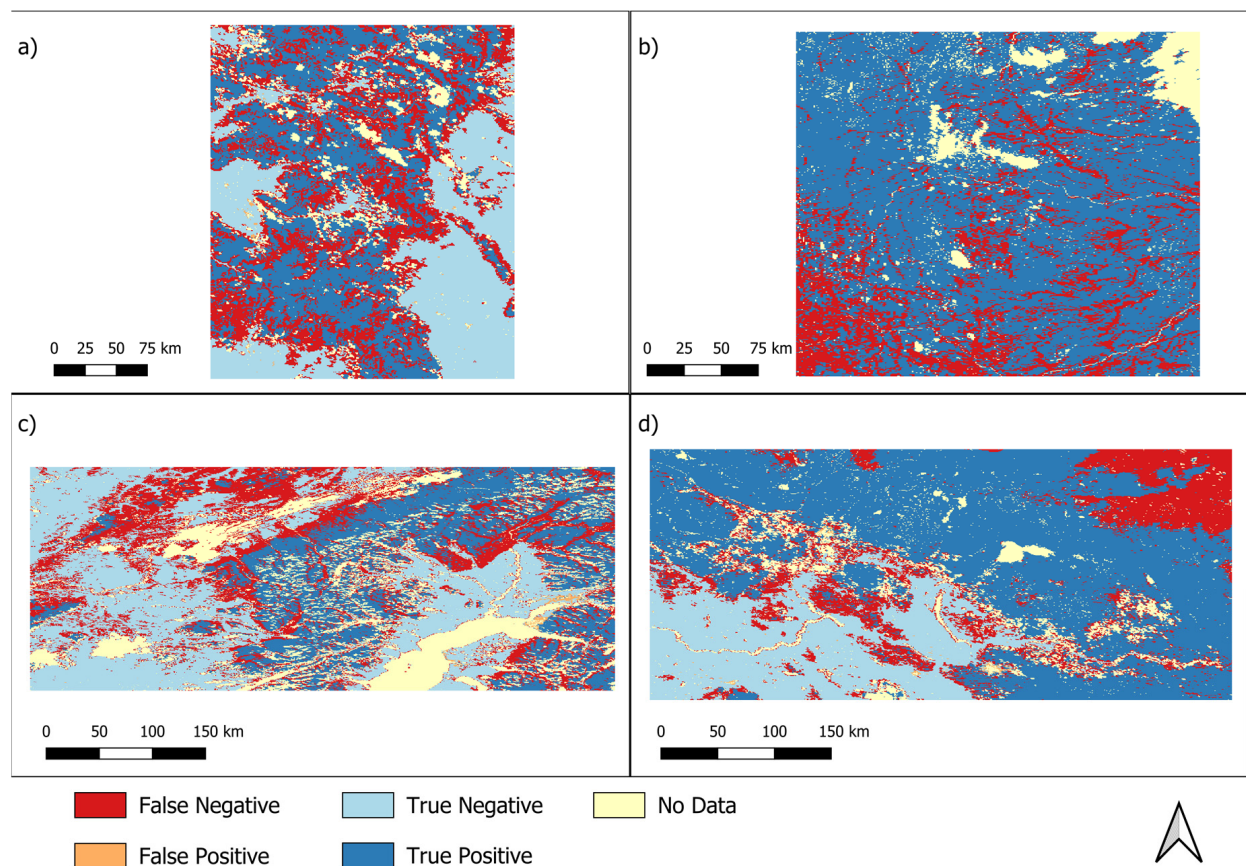 a)
b)
0 25 50 75 km
0 25 50 75 km
c)
d)
0 50 100 150 km
0 50 100 150 km
False Negative
True Negative
No Data
False Positive
True Positive